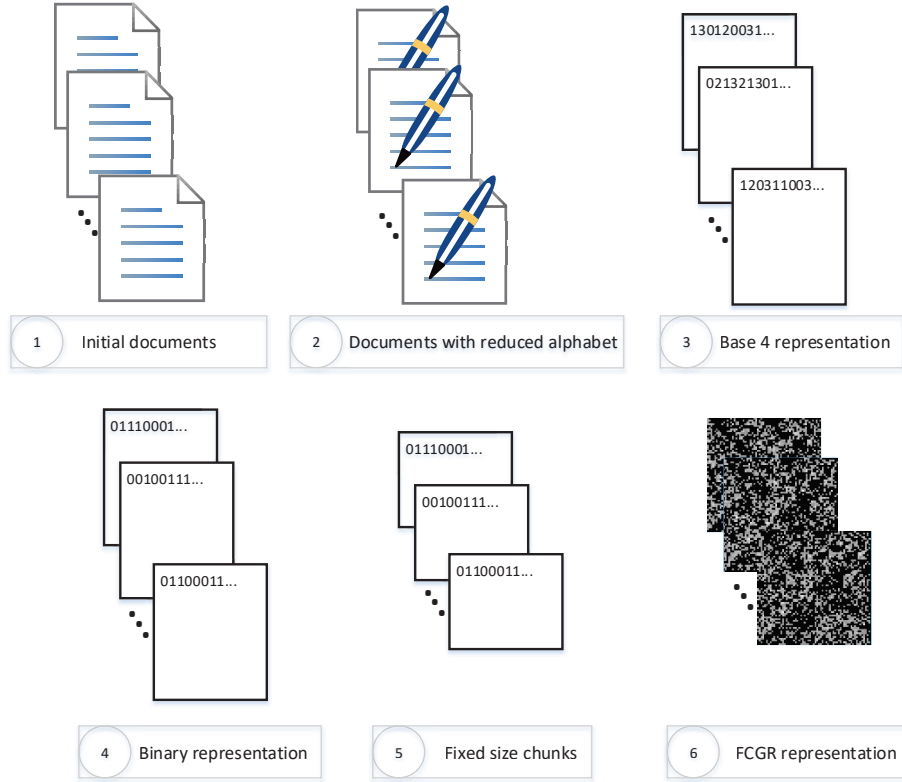 130120031...
021321301...
120311003...
1 Initial documents
2 Documents with reduced alphabet
3 Base 4 representation
01110001...
00100111...
01100011...
01110001...
00100111...
01100011...
4 Binary representation
5 Fixed size chunks
6 FCGR representation